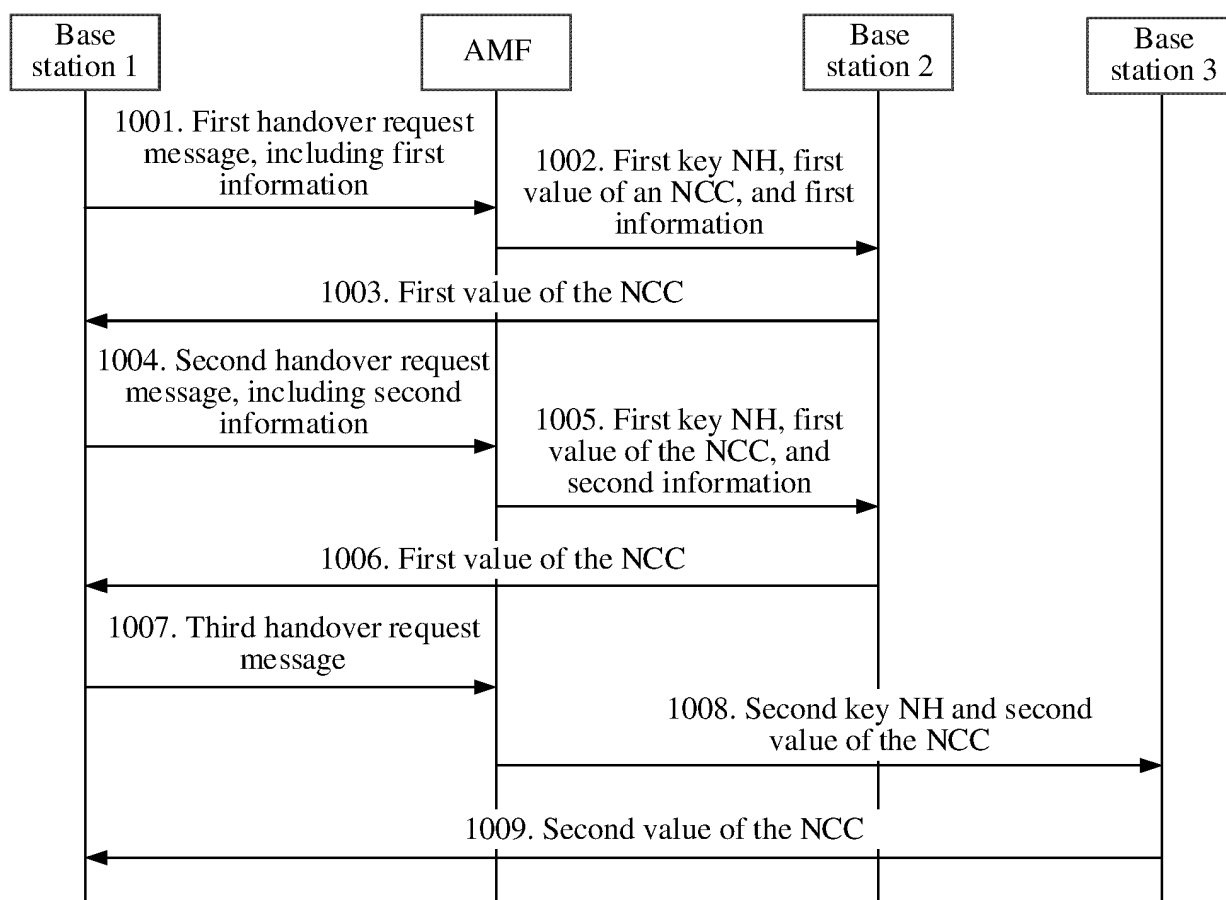 Base
station 1
AMF
Base
station 2
Base
station 3
1001. First handover request
message, including first
information
1002. First key NH, first
value of an NCC, and first
information
1003. First value of the NCC
1004. Second handover request
message, including second
information
1005. First key NH, first
value of the NCC, and
second information
1006. First value of the NCC
1007. Third handover request
message
1008. Second key NH and second
value of the NCC
1009. Second value of the NCC